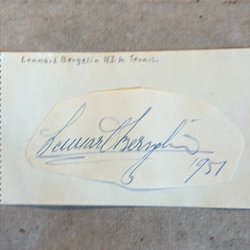 Lennart Bergelin R.I.K. Tennis.
Lennart Bergelin
1951